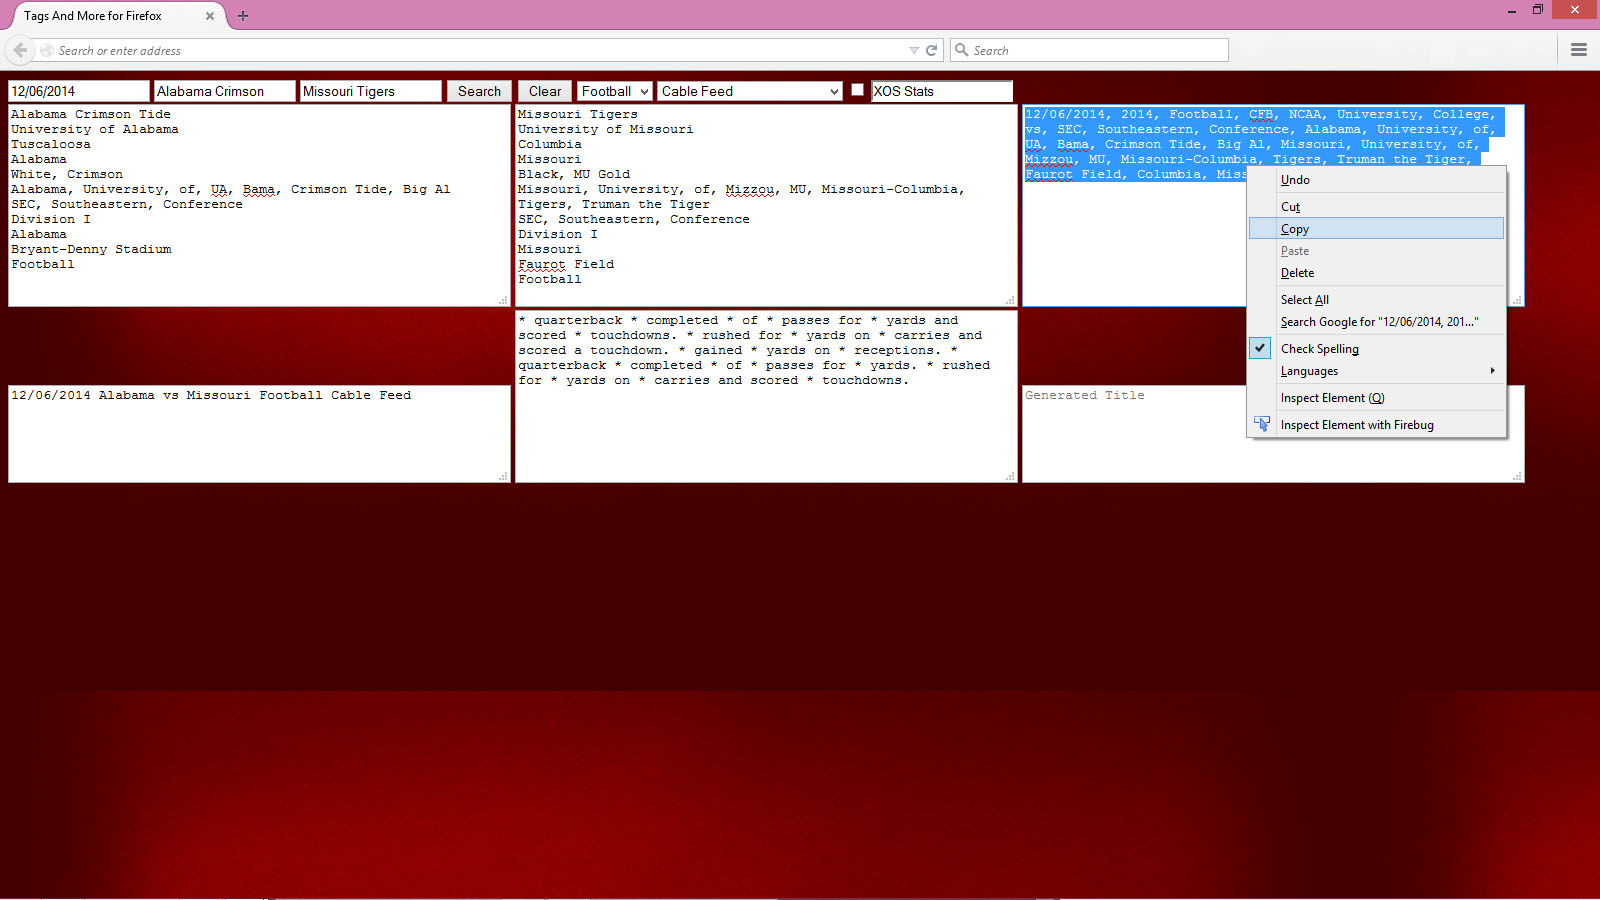 Tags And More for Firefox
Search or enter address
Search
12/06/2014
Alabama Crimson
Missouri Tigers
Search
Clear
Football
Cable Feed
XOS Stats
Alabama Crimson Tide
University of Alabama
Tuscaloosa
Alabama
White, Crimson
Alabama, University, of, UA, Bama, Crimson Tide, Big Al
SEC, Southeastern, Conference
Division I
Alabama
Bryant-Denny Stadium
Football
Missouri Tigers
University of Missouri
Columbia
Missouri
Black, MU Gold
Missouri, University, of, Mizzou, MU, Missouri-Columbia,
Tigers, Truman the Tiger
SEC, Southeastern, Conference
Division I
Missouri
Faurot Field
Football
12/06/2014, 2014, Football, CFB, NCAA, University, College,
vs, SEC, Southeastern, Conference, Alabama, University, of,
UA, Bama, Crimson Tide, Big Al, Missouri, University, of,
Mizzou, MU, Missouri-Columbia, Tigers, Truman the Tiger,
Faurot Field, Columbia, Miss
Undo
Cut
Copy
Paste
Delete
Select All
Search Google for "12/06/2014, 201..."
Check Spelling
Languages
Inspect Element (Q)
Inspect Element with Firebug
* quarterback * completed * of * passes for * yards and
scored * touchdowns. * rushed for * yards on * carries and
scored a touchdown. * gained * yards on * receptions. *
quarterback * completed * of * passes for * yards. * rushed
for * yards on * carries and scored * touchdowns.
12/06/2014 Alabama vs Missouri Football Cable Feed
Generated Title